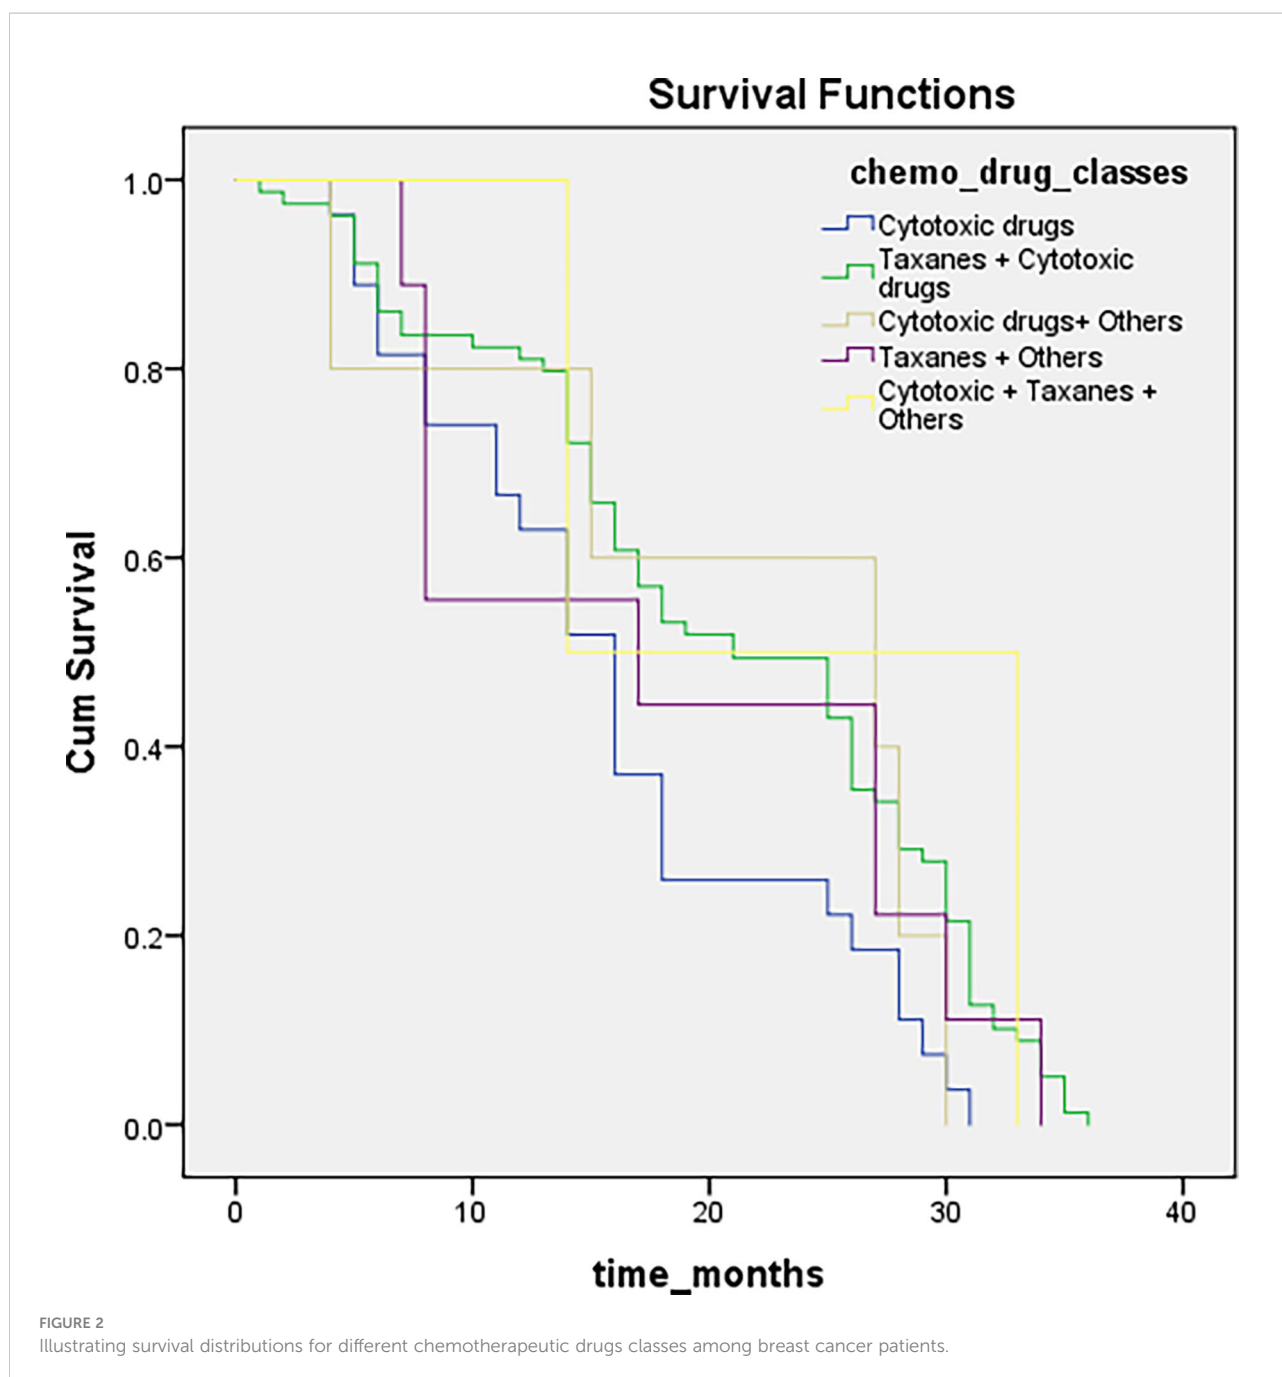 Survival Functions
chemo_drug_classes
Cytotoxic drugs
Taxanes + Cytotoxic
drugs
Cytotoxic drugs+ Others
Taxanes + Others
Cytotoxic + Taxanes +
Others
Cum Survival
1.0
0.8
0.6
0.4
0.2
0.0
0 10 20 30 40
time_months
FIGURE 2
Illustrating survival distributions for different chemotherapeutic drugs classes among breast cancer patients.